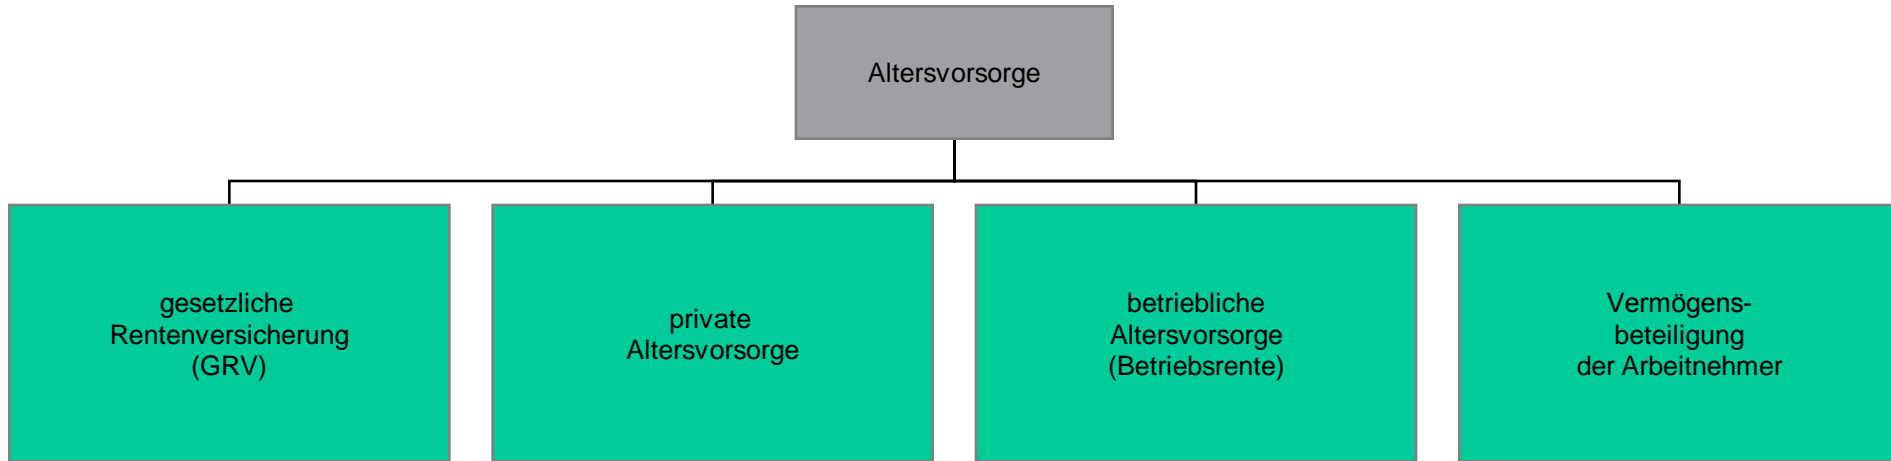 Altersvorsorge
gesetzliche
Rentenversicherung
(GRV)
private
Altersvorsorge
betriebliche
Altersvorsorge
(Betriebsrente)
Vermögens-
beteiligung
der Arbeitnehmer